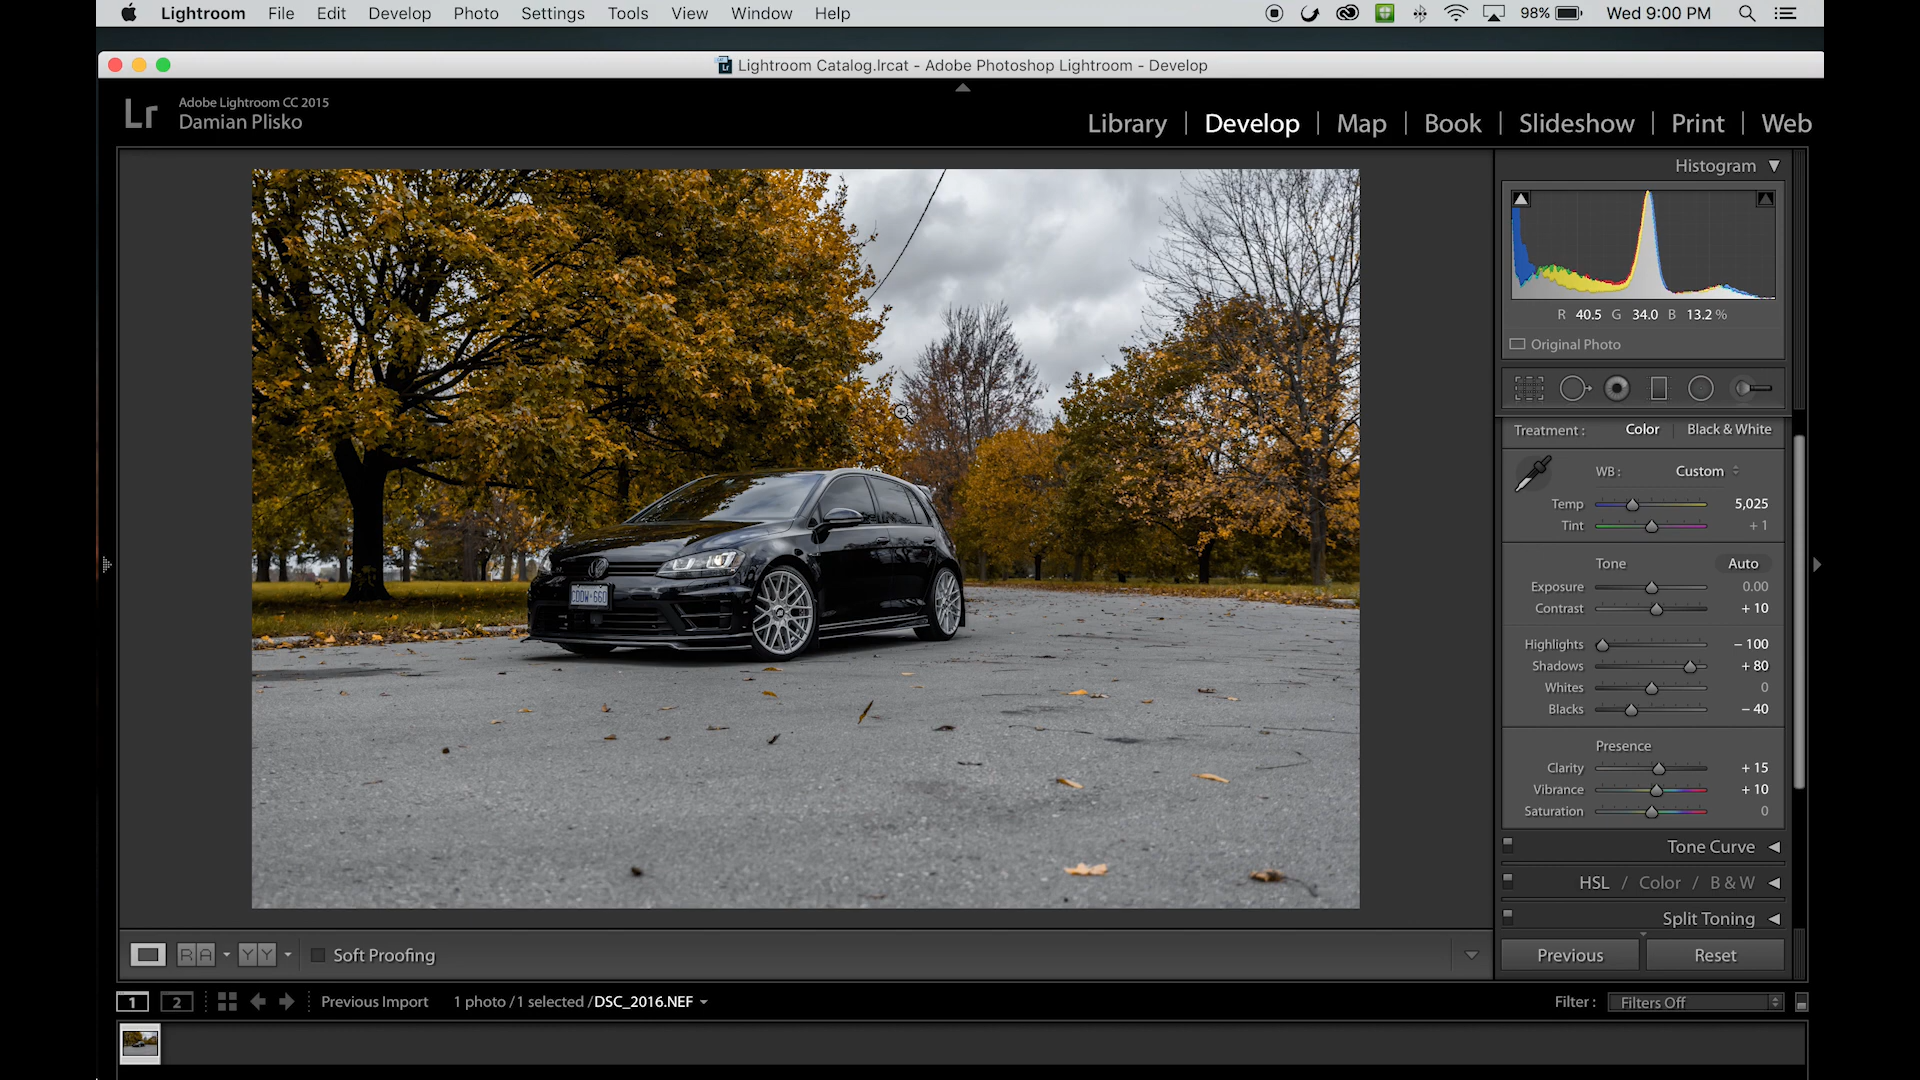 Lightroom File Edit Develop Photo Settings Tools View Window Help 98% Wed 9:00 PM
Lr Lightroom Catalog.lrcat - Adobe Photoshop Lightroom - Develop
Lr Adobe Lightroom CC 2015
Damian Plisko
Library | Develop | Map | Book | Slideshow | Print | Web
Histogram
R 40.5 G 34.0 B 13.2 %
Original Photo
Treatment : Color Black & White
WB : Custom
Temp 5,025
Tint + 1
Tone Auto
Exposure 0.00
Contrast + 10
Highlights - 100
Shadows + 80
Whites 0
Blacks - 40
Presence
Clarity + 15
Vibrance + 10
Saturation 0
Tone Curve
HSL / Color / B & W
Split Toning
Previous Reset
R A Y Y Soft Proofing
1 2 Previous Import 1 photo / 1 selected / DSC_2016.NEF Filter : Filters Off